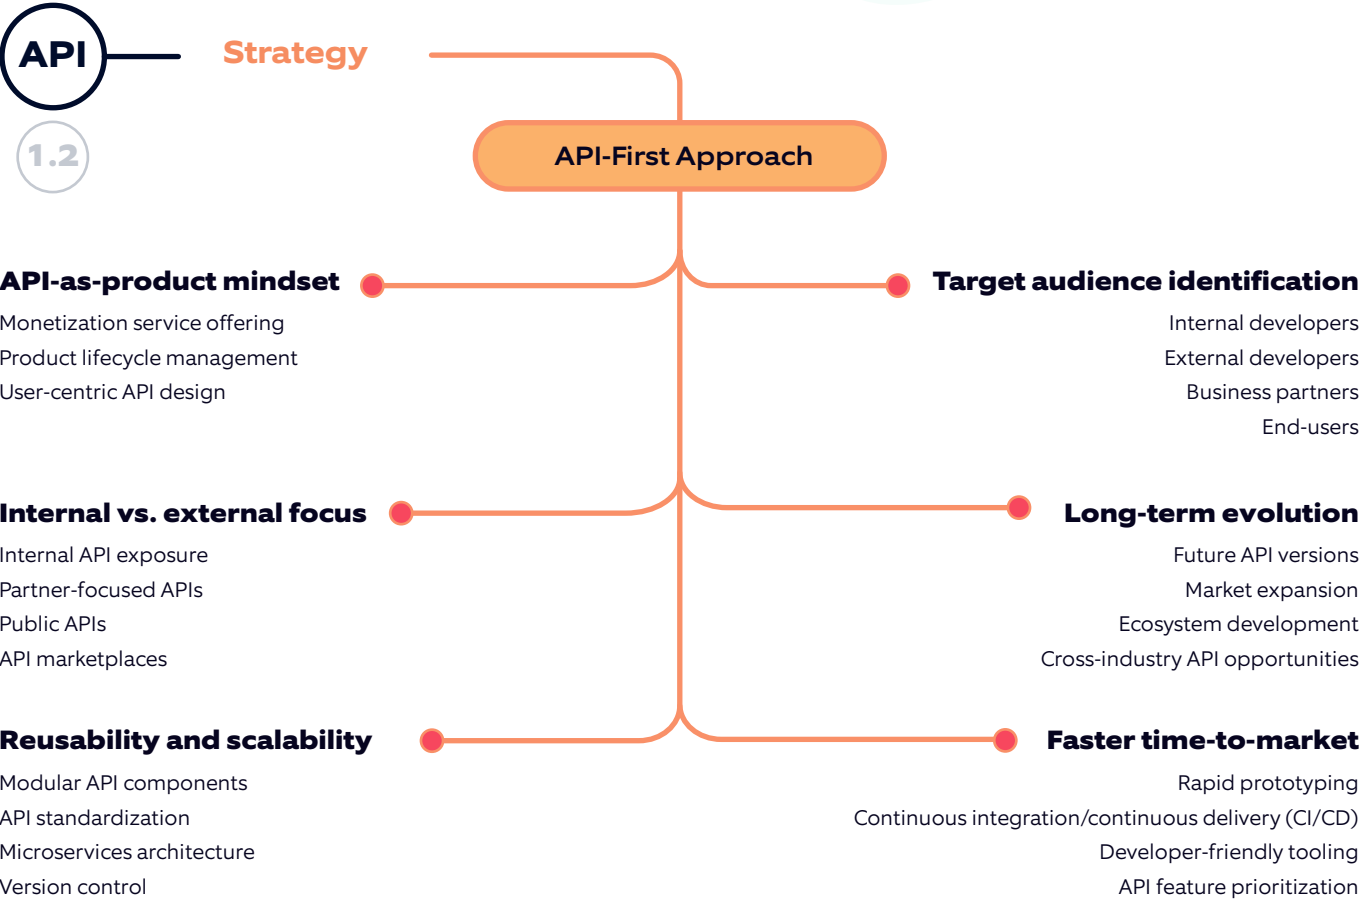 API
Strategy
1.2
API-First Approach
API-as-product mindset
Monetization service offering
Product lifecycle management
User-centric API design
Target audience identification
Internal developers
External developers
Business partners
End-users
Internal vs. external focus
Internal API exposure
Partner-focused APIs
Public APIs
API marketplaces
Long-term evolution
Future API versions
Market expansion
Ecosystem development
Cross-industry API opportunities
Reusability and scalability
Modular API components
API standardization
Microservices architecture
Version control
Faster time-to-market
Rapid prototyping
Continuous integration/continuous delivery (CI/CD)
Developer-friendly tooling
API feature prioritization